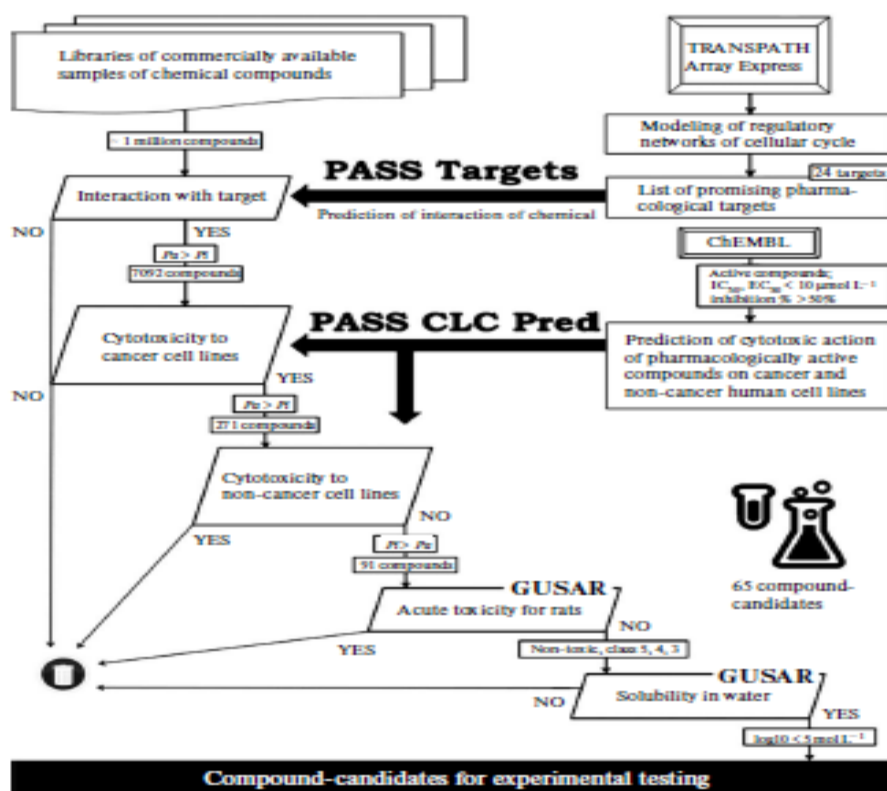 Libraries of commercially available
samples of chemical compounds
TRANSPATH
Array Express
~ 1 million compounds
Modeling of regulatory
networks of cellular cycle
24 targets
PASS Targets
Interaction with target
Prediction of interaction of chemical
List of promising pharma-
cological targets
NO
YES
Pa > Pi
7092 compounds
ChEMBL
Active compounds;
IC50, EC50 < 10 µmol L−1
inhibition % > 50%
PASS CLC Pred
Cytotoxicity to
cancer cell lines
Prediction of cytotoxic action
of pharmacologically active
compounds on cancer and
non-cancer human cell lines
NO
YES
Pa > Pi
271 compounds
Cytotoxicity to
non-cancer cell lines
YES
NO
Pi > Pa
91 compounds
65 compound-
candidates
GUSAR
Acute toxicity for rats
YES
NO
Non-toxic, class 5, 4, 3
GUSAR
Solubility in water
NO
YES
log10 < 5 mol L−1
Compound-candidates for experimental testing